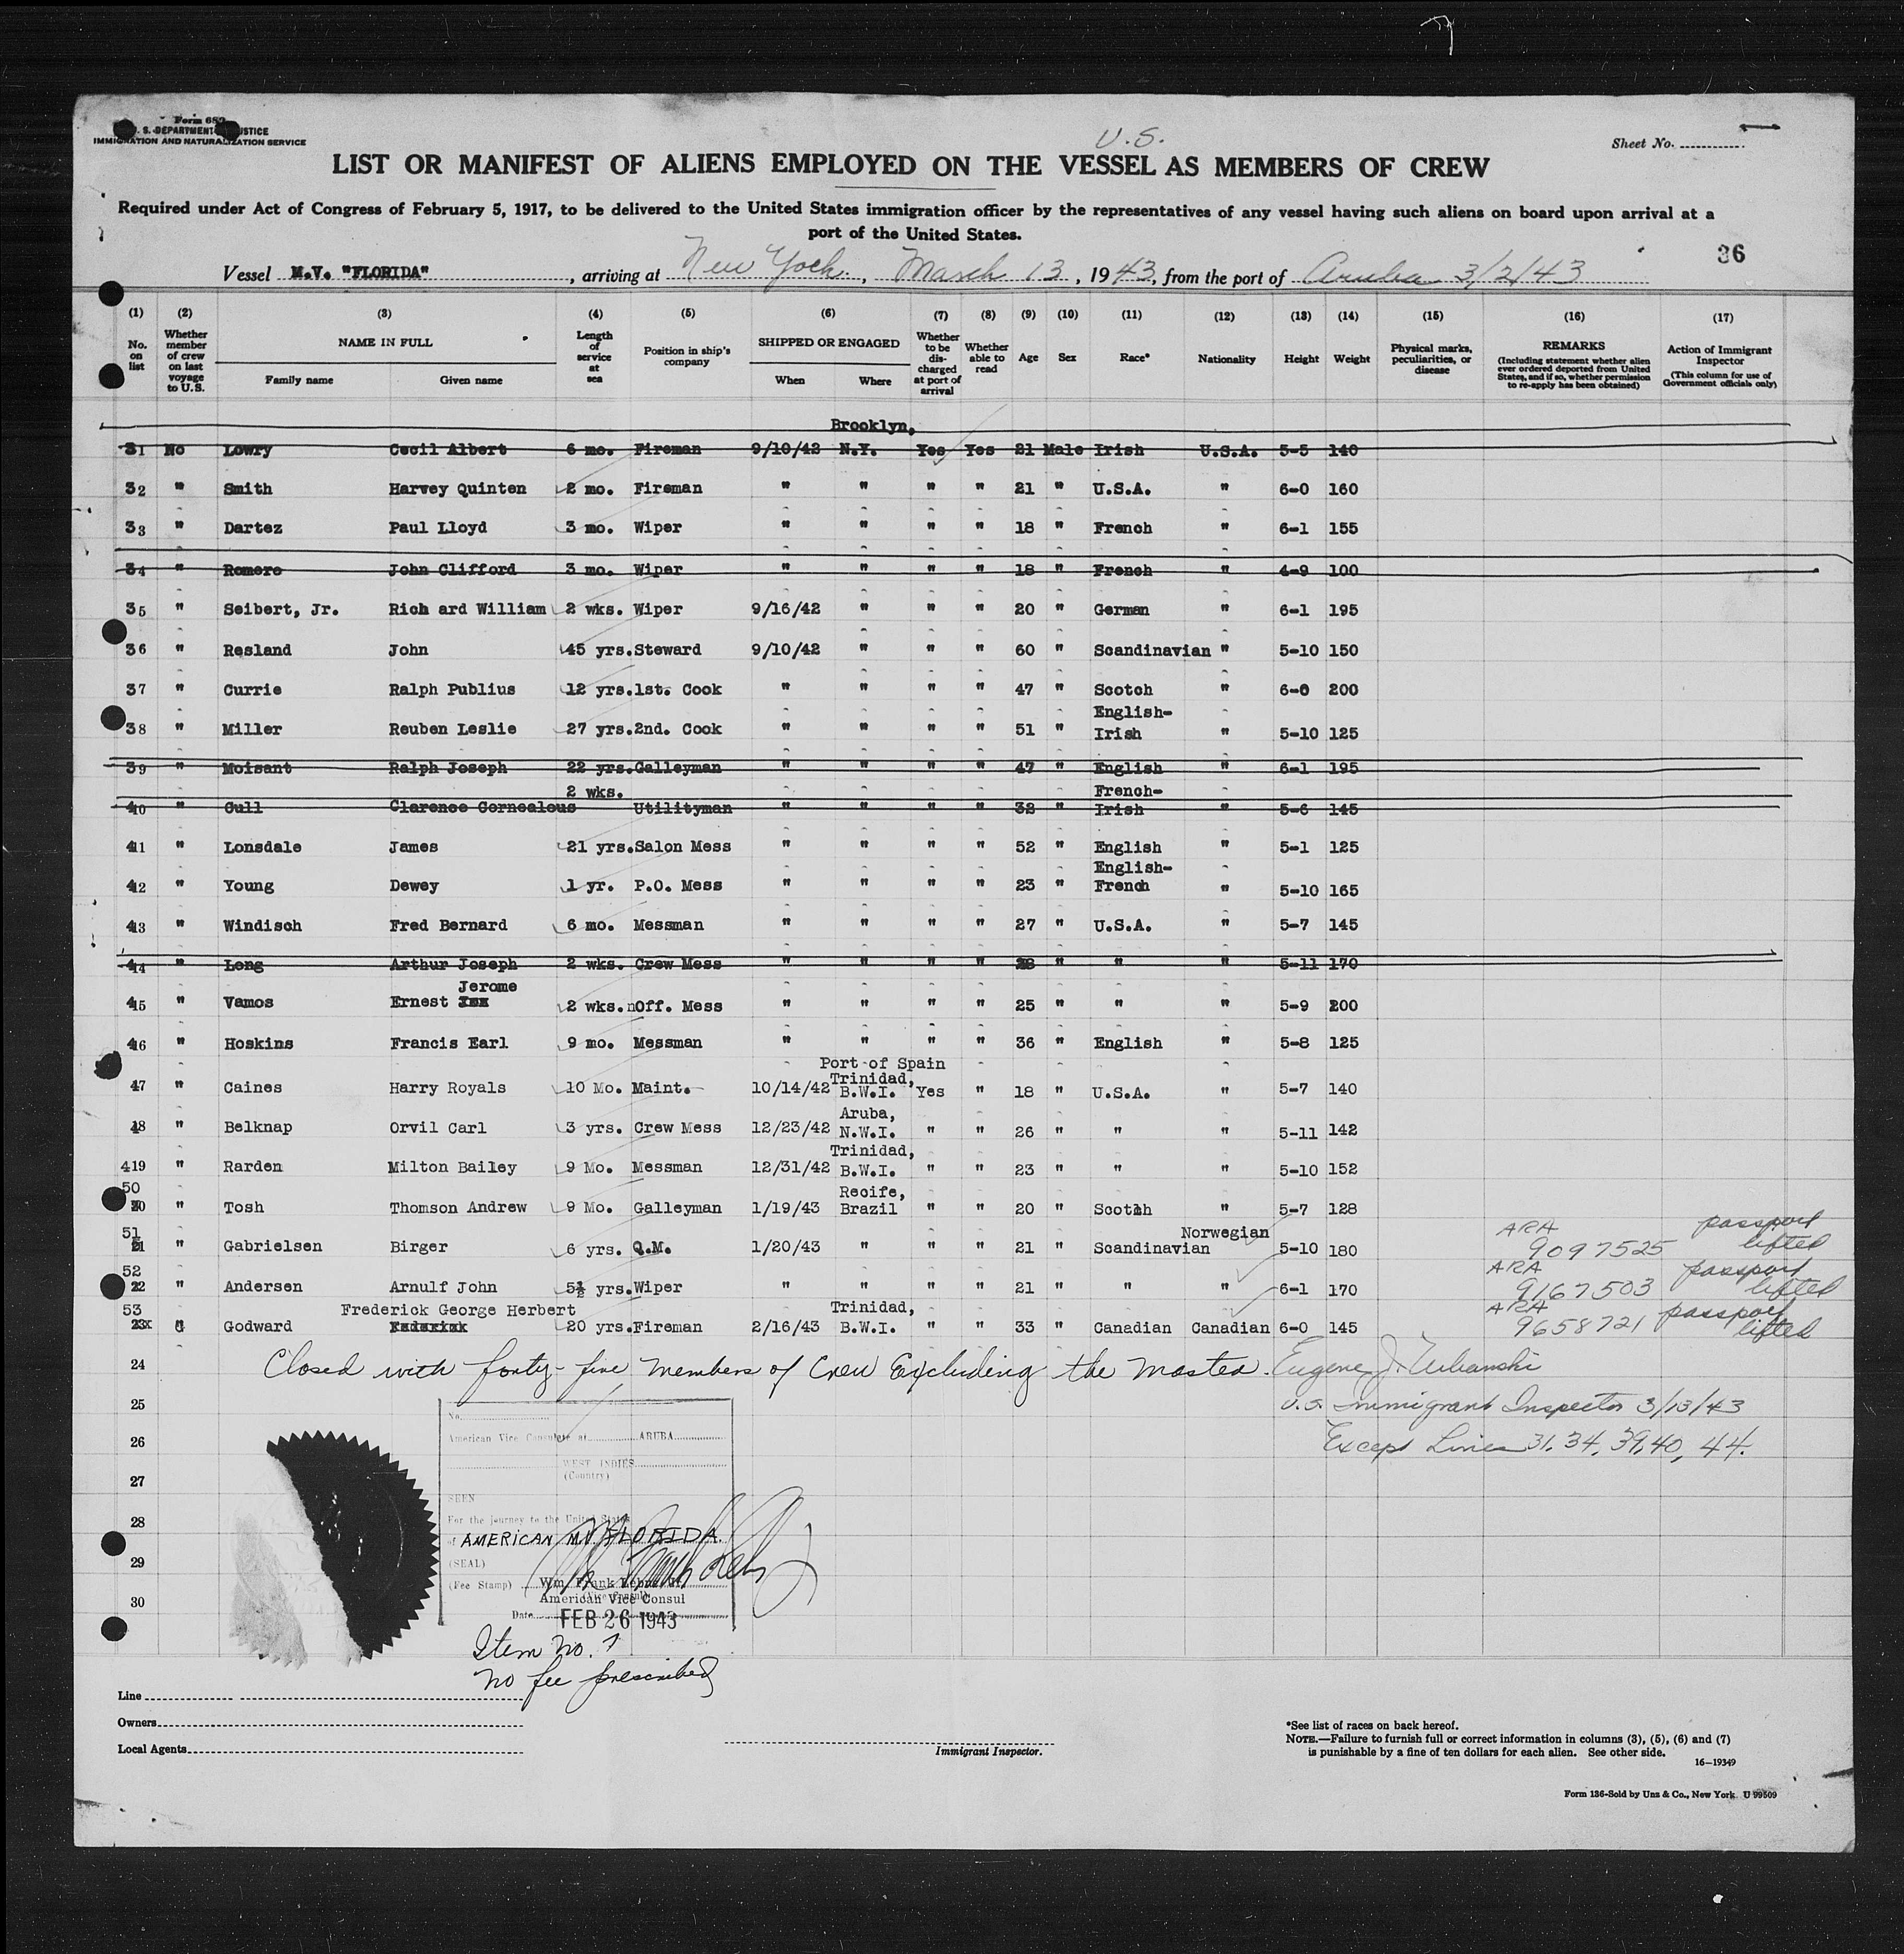 Form 689
U. S. DEPARTMENT OF JUSTICE
IMMIGRATION AND NATURALIZATION SERVICE
U.S.
Sheet No.
LIST OR MANIFEST OF ALIENS EMPLOYED ON THE VESSEL AS MEMBERS OF CREW
Required under Act of Congress of February 5, 1917, to be delivered to the United States immigration officer by the representatives of any vessel having such aliens on board upon arrival at a
port of the United States.
36
Vessel M.V. "FLORIDA", arriving at New York, March 13, 1943, from the port of Aruba 3/2/43
(1) (2) (3) (4) (5) (6) (7) (8) (9) (10) (11) (12) (13) (14) (15) (16) (17)
No. on list
Whether member of crew on last voyage to U.S.
NAME IN FULL
Family name Given name
Length of service at sea
Position in ship's company
SHIPPED OR ENGAGED
When Where
Whether to be discharged at port of arrival
Whether able to read
Age
Sex
Race*
Nationality
Height
Weight
Physical marks, peculiarities, or disease
REMARKS
(Including statement whether alien ever ordered deported from United States, and if so, whether permission to re-apply has been obtained)
Action of Immigrant Inspector
(This column for use of Government officials only)
Brooklyn,
31 No Lowry Cecil Albert 6 mo. Fireman 9/10/42 N.Y. Yes Yes 21 Male Irish U.S.A. 5-5 140
32 " Smith Harvey Quinten 2 mo. Fireman " " " " 21 " U.S.A. " 6-0 160
33 " Dartez Paul Lloyd 3 mo. Wiper " " " " 18 " French " 6-1 155
34 " Romero John Clifford 3 mo. Wiper " " " " 18 " French " 4-9 100
35 " Seibert, Jr. Rich ard William 2 wks. Wiper 9/16/42 " " " 20 " German " 6-1 195
36 " Resland John 45 yrs. Steward 9/10/42 " " " 60 " Scandinavian " 5-10 150
37 " Currie Ralph Publius 12 yrs. 1st. Cook " " " " 47 " Scotch " 6-0 200
English-
38 " Miller Reuben Leslie 27 yrs. 2nd. Cook " " " " 51 " Irish " 5-10 125
39 " Moisant Ralph Joseph 22 yrs. Galleyman " " " " 47 " English " 6-1 195
2 wks. French-
40 " Cull Clarence Cornealous Utilityman " " " " 32 " Irish " 5-6 145
41 " Lonsdale James 21 yrs. Salon Mess " " " " 52 " English " 5-1 125
English-
42 " Young Dewey 1 yr. P.O. Mess " " " " 23 " French " 5-10 165
43 " Windisch Fred Bernard 6 mo. Messman " " " " 27 " U.S.A. " 5-7 145
44 " Long Arthur Joseph 2 wks. Crew Mess " " " " 28 " " " 5-11 170
Jerome
45 " Vamos Ernest 2 wks. Off. Mess " " " " 25 " " " 5-9 200
46 " Hoskins Francis Earl 9 mo. Messman " " " " 36 " English " 5-8 125
Port of Spain
Trinidad,
47 " Caines Harry Royals 10 Mo. Maint. 10/14/42 B.W.I. Yes " 18 " U.S.A. " 5-7 140
Aruba,
48 " Belknap Orvil Carl 3 yrs. Crew Mess 12/23/42 N.W.I. " " 26 " " " 5-11 142
Trinidad,
419 " Rarden Milton Bailey 9 Mo. Messman 12/31/42 B.W.I. " " 23 " " " 5-10 152
50 Recife,
20 " Tosh Thomson Andrew 9 Mo. Galleyman 1/19/43 Brazil " " 20 " Scotch " 5-7 128
51 Norwegian ARA passport
21 " Gabrielsen Birger 6 yrs. Q.M. 1/20/43 " " " 21 " Scandinavian 5-10 180 9097525 lifted
52 ARA passport
22 " Andersen Arnulf John 5½ yrs. Wiper " " " " 21 " " " 6-1 170 9167503 lifted
53 Frederick George Herbert Trinidad, ARA passport
23 " Godward 20 yrs. Fireman 2/16/43 B.W.I. " " 33 " Canadian Canadian 6-0 145 9658721 lifted
24 Closed with forty-five members of Crew Excluding the Master. Eugene J. Urbanski
25 U.S. Immigrant Inspector 3/13/43
26 Except Lines 31, 34, 39, 40, 44.
27
28
29
30
No.
American Vice Consulate at ARUBA
WEST INDIES
(Country)
SEEN
For the journey to the United States
of AMERICAN M.V. FLORIDA
(SEAL)
(Fee Stamp) Wm. Frank
American Vice Consul
Date FEB 26 1943
Item No. 7
No fee prescribed
Line
Owners
Local Agents
Immigrant Inspector.
*See list of races on back hereof.
NOTE.—Failure to furnish full or correct information in columns (3), (5), (6) and (7)
is punishable by a fine of ten dollars for each alien. See other side.
16—19349
Form 136-Sold by Unz & Co., New York U 99509